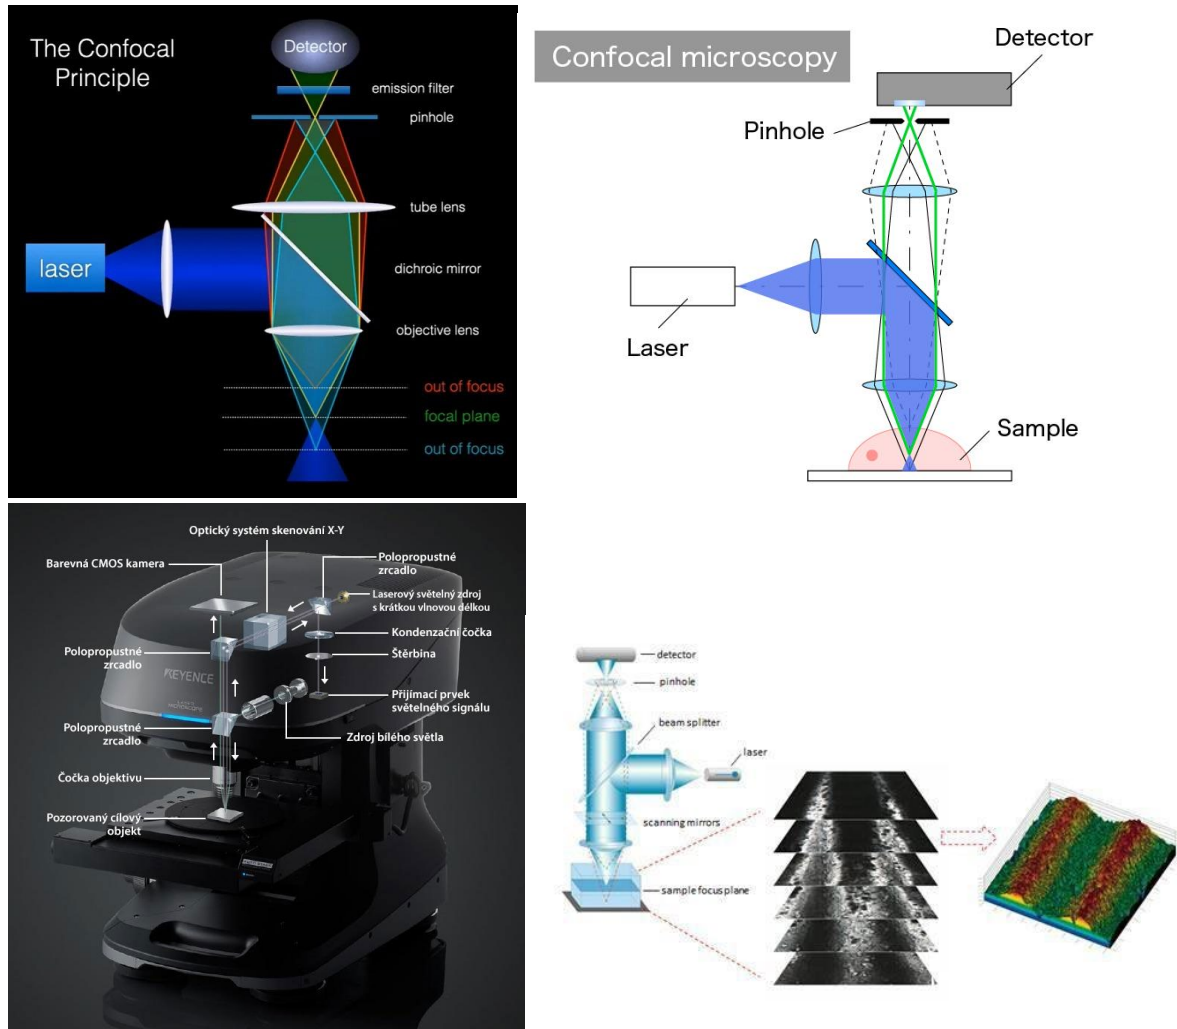 The Confocal
Principle
Detector
emission filter
pinhole
tube lens
laser
dichroic mirror
objective lens
out of focus
focal plane
out of focus
Confocal microscopy
Detector
Pinhole
Laser
Sample
Optický systém skenování X-Y
Barevná CMOS kamera
Polopropustné
zrcadlo
Laserový světelný zdroj
s krátkou vlnovou délkou
Kondenzační čočka
Polopropustné
zrcadlo
Štěrbina
KEYENCE
Přijímací prvek
světelného signálu
Polopropustné
zrcadlo
Zdroj bílého světla
Čočka objektivu
Pozorovaný cílový
objekt
detector
pinhole
beam splitter
laser
scanning mirrors
sample focus plane